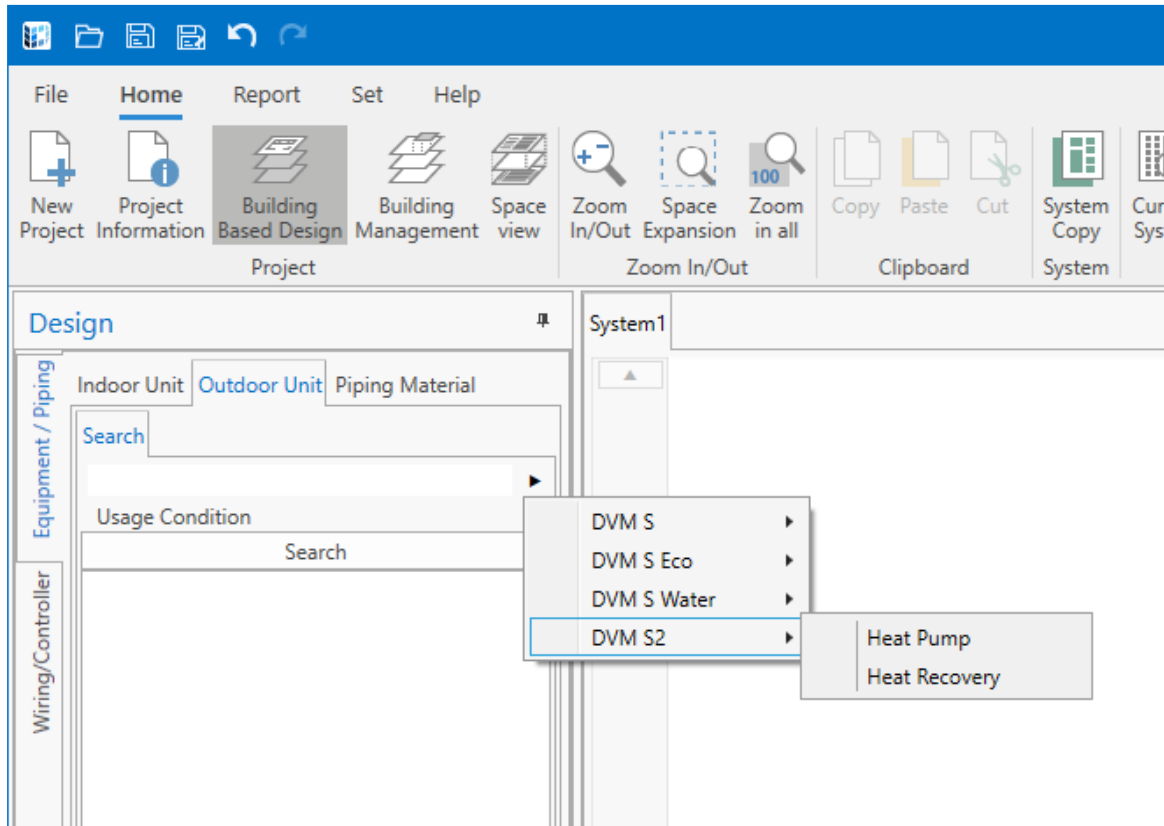 File Home Report Set Help
New Project
Project Information
Building Based Design
Building Management
Space view
Project
Zoom In/Out
Space Expansion
100
Zoom in all
Zoom In/Out
Copy
Paste
Cut
Clipboard
System Copy
System
Cur
Sys
Design
System1
Equipment / Piping
Wiring/Controller
Indoor Unit Outdoor Unit Piping Material
Search
Usage Condition
Search
DVM S
DVM S Eco
DVM S Water
DVM S2
Heat Pump
Heat Recovery